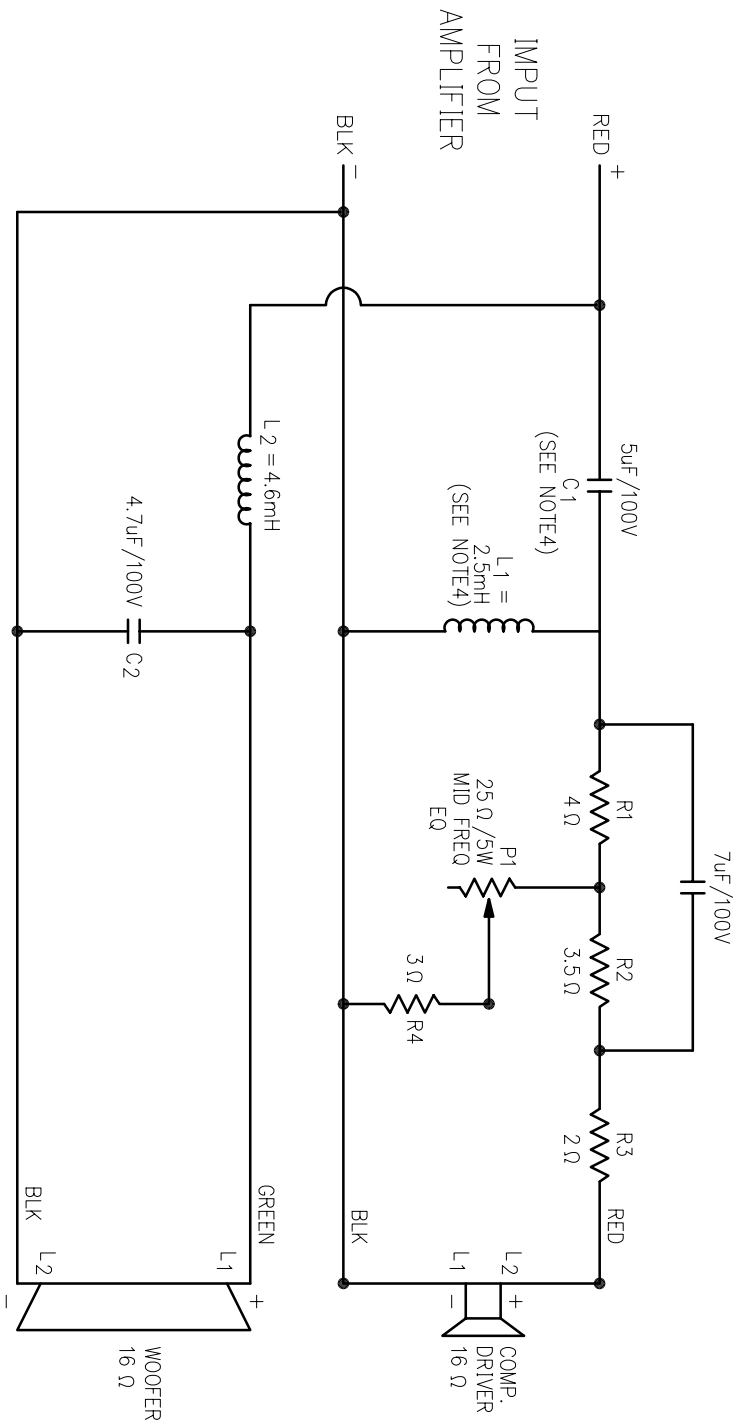 IMPUT
FROM
AMPLIFIER
RED +
BLK -
5uF/100V
C1
(SEE NOTE4)
L1 =
2.5mH
(SEE NOTE4)
7uF/100V
R1
4 Ω
R2
3.5 Ω
R3
2 Ω
P1
25 Ω /5W
MID FREQ
EQ
3 Ω
R4
RED
BLK
L2 +
L1 -
COMP.
DRIVER
16 Ω
L2 = 4.6mH
4.7uF/100V
C2
GREEN
BLK
L1 +
L2 -
WOOFER
16 Ω